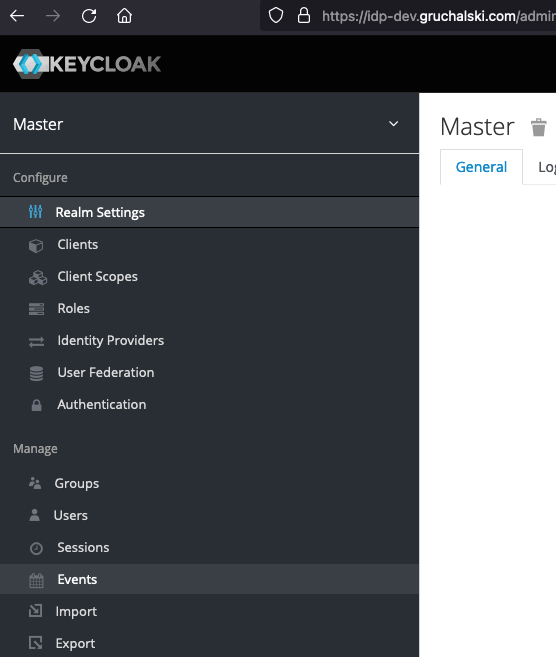 https://idp-dev.gruchalski.com/admin
KEYCLOAK
Master
Configure
Realm Settings
Clients
Client Scopes
Roles
Identity Providers
User Federation
Authentication
Manage
Groups
Users
Sessions
Events
Import
Export
Master
General
Log